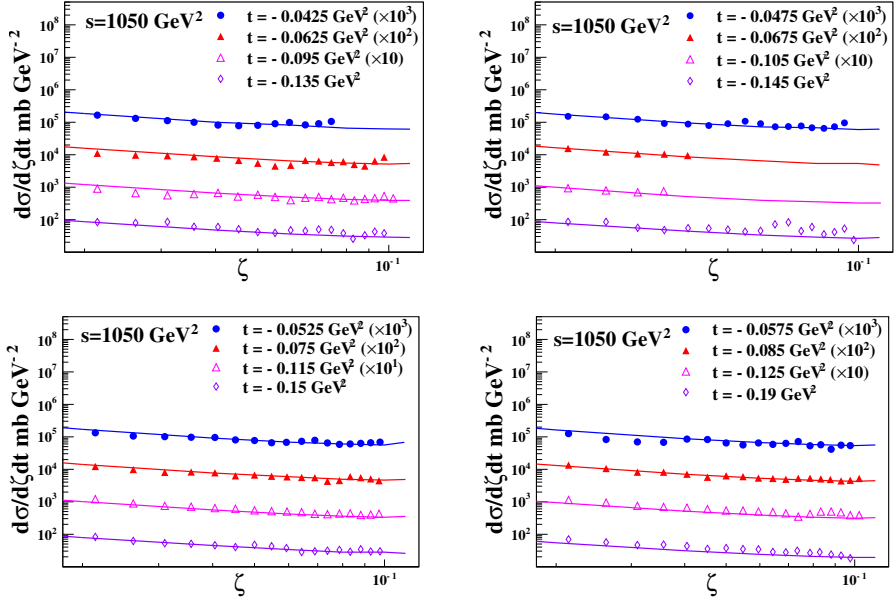 s=1050 GeV²
t = - 0.0425 GeV² (×10³)
t = - 0.0625 GeV² (×10²)
t = - 0.095 GeV² (×10)
t = - 0.135 GeV²
dσ/dζdt mb GeV⁻²
10⁸
10⁷
10⁶
10⁵
10⁴
10³
10²
ζ
10⁻¹
s=1050 GeV²
t = - 0.0475 GeV² (×10³)
t = - 0.0675 GeV² (×10²)
t = - 0.105 GeV² (×10)
t = - 0.145 GeV²
dσ/dζdt mb GeV⁻²
10⁸
10⁷
10⁶
10⁵
10⁴
10³
10²
ζ
10⁻¹
s=1050 GeV²
t = - 0.0525 GeV² (×10³)
t = - 0.075 GeV² (×10²)
t = - 0.115 GeV² (×10¹)
t = - 0.15 GeV²
dσ/dζdt mb GeV⁻²
10⁸
10⁷
10⁶
10⁵
10⁴
10³
10²
ζ
10⁻¹
s=1050 GeV²
t = - 0.0575 GeV² (×10³)
t = - 0.085 GeV² (×10²)
t = - 0.125 GeV² (×10)
t = - 0.19 GeV²
dσ/dζdt mb GeV⁻²
10⁸
10⁷
10⁶
10⁵
10⁴
10³
10²
ζ
10⁻¹